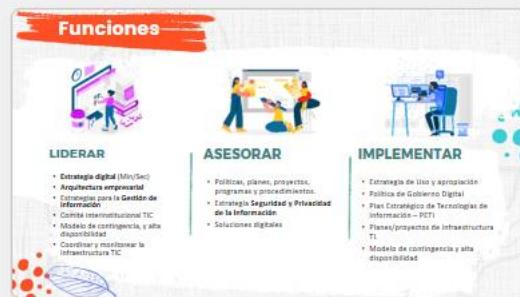 Funciones
LIDERAR
• Estrategia digital (Min/Sec)
• Arquitectura empresarial
• Estrategias para la Gestión de
Información
• Comité interinstitucional TIC
• Modelo de contingencia, y alta
disponibilidad
• Coordinar y monitorear la
infraestructura TIC
ASESORAR
• Políticas, planes, proyectos,
programas y procedimientos.
• Estrategia Seguridad y Privacidad
de la Información
• Soluciones digitales
IMPLEMENTAR
• Estrategia de Uso y apropiación
• Política de Gobierno Digital
• Plan Estratégico de Tecnologías de
Información – PETI
• Planes/proyectos de infraestructura
TI.
• Modelo de contingencia y alta
disponibilidad